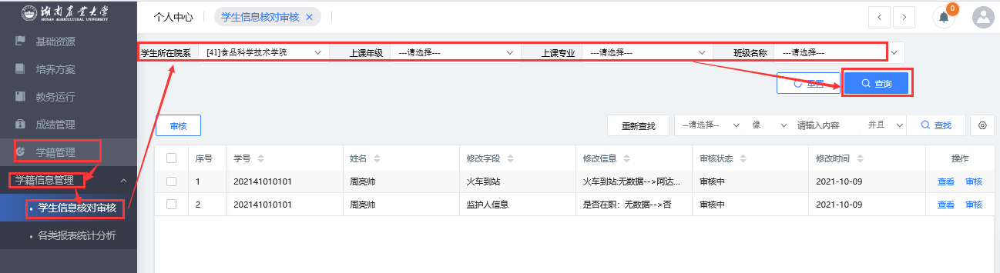 湖南农业大学
HUNAN AGRICULTURAL UNIVERSITY
基础资源
培养方案
教务运行
成绩管理
学籍管理
学籍信息管理
学生信息核对审核
各类报表统计分析
个人中心 学生信息核对审核 × 0
学生所在院系 [41]食品科学技术学院 上课年级 ---请选择--- 上课专业 ---请选择--- 班级名称 ---请选择---
重置 查询
审核 重新查找 --请选择-- 像 请输入内容 并且 查找
序号 学号 姓名 修改字段 修改信息 审核状态 修改时间 操作
1 202141010101 周亮帅 火车到站 火车到站:无数据-->阿达... 审核中 2021-10-09 查看 审核
2 202141010101 周亮帅 监护人信息 是否在职：无数据-->否 审核中 2021-10-09 查看 审核